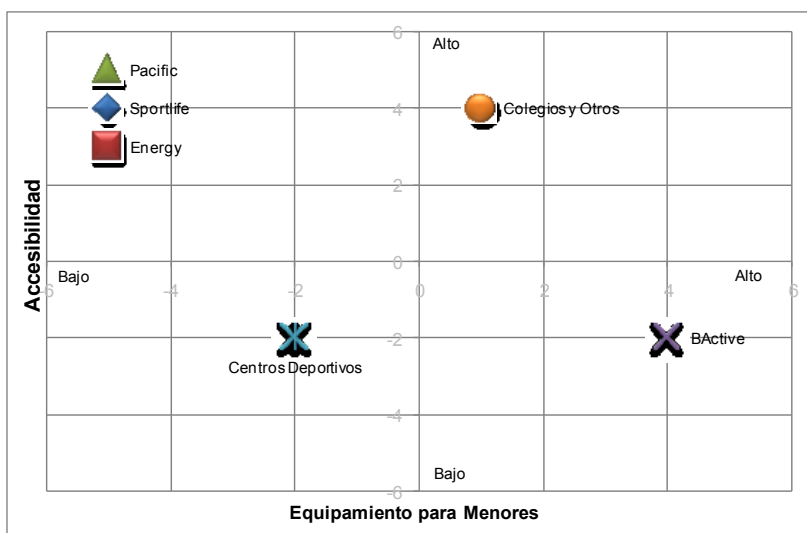 6
Alto
Pacific
4
Sportlife
Colegios y Otros
Energy
2
Accesibilidad
0
Bajo
Alto
-6
-4
-2
0
2
4
6
-2
BActive
Centros Deportivos
-4
Bajo
-6
Equipamiento para Menores